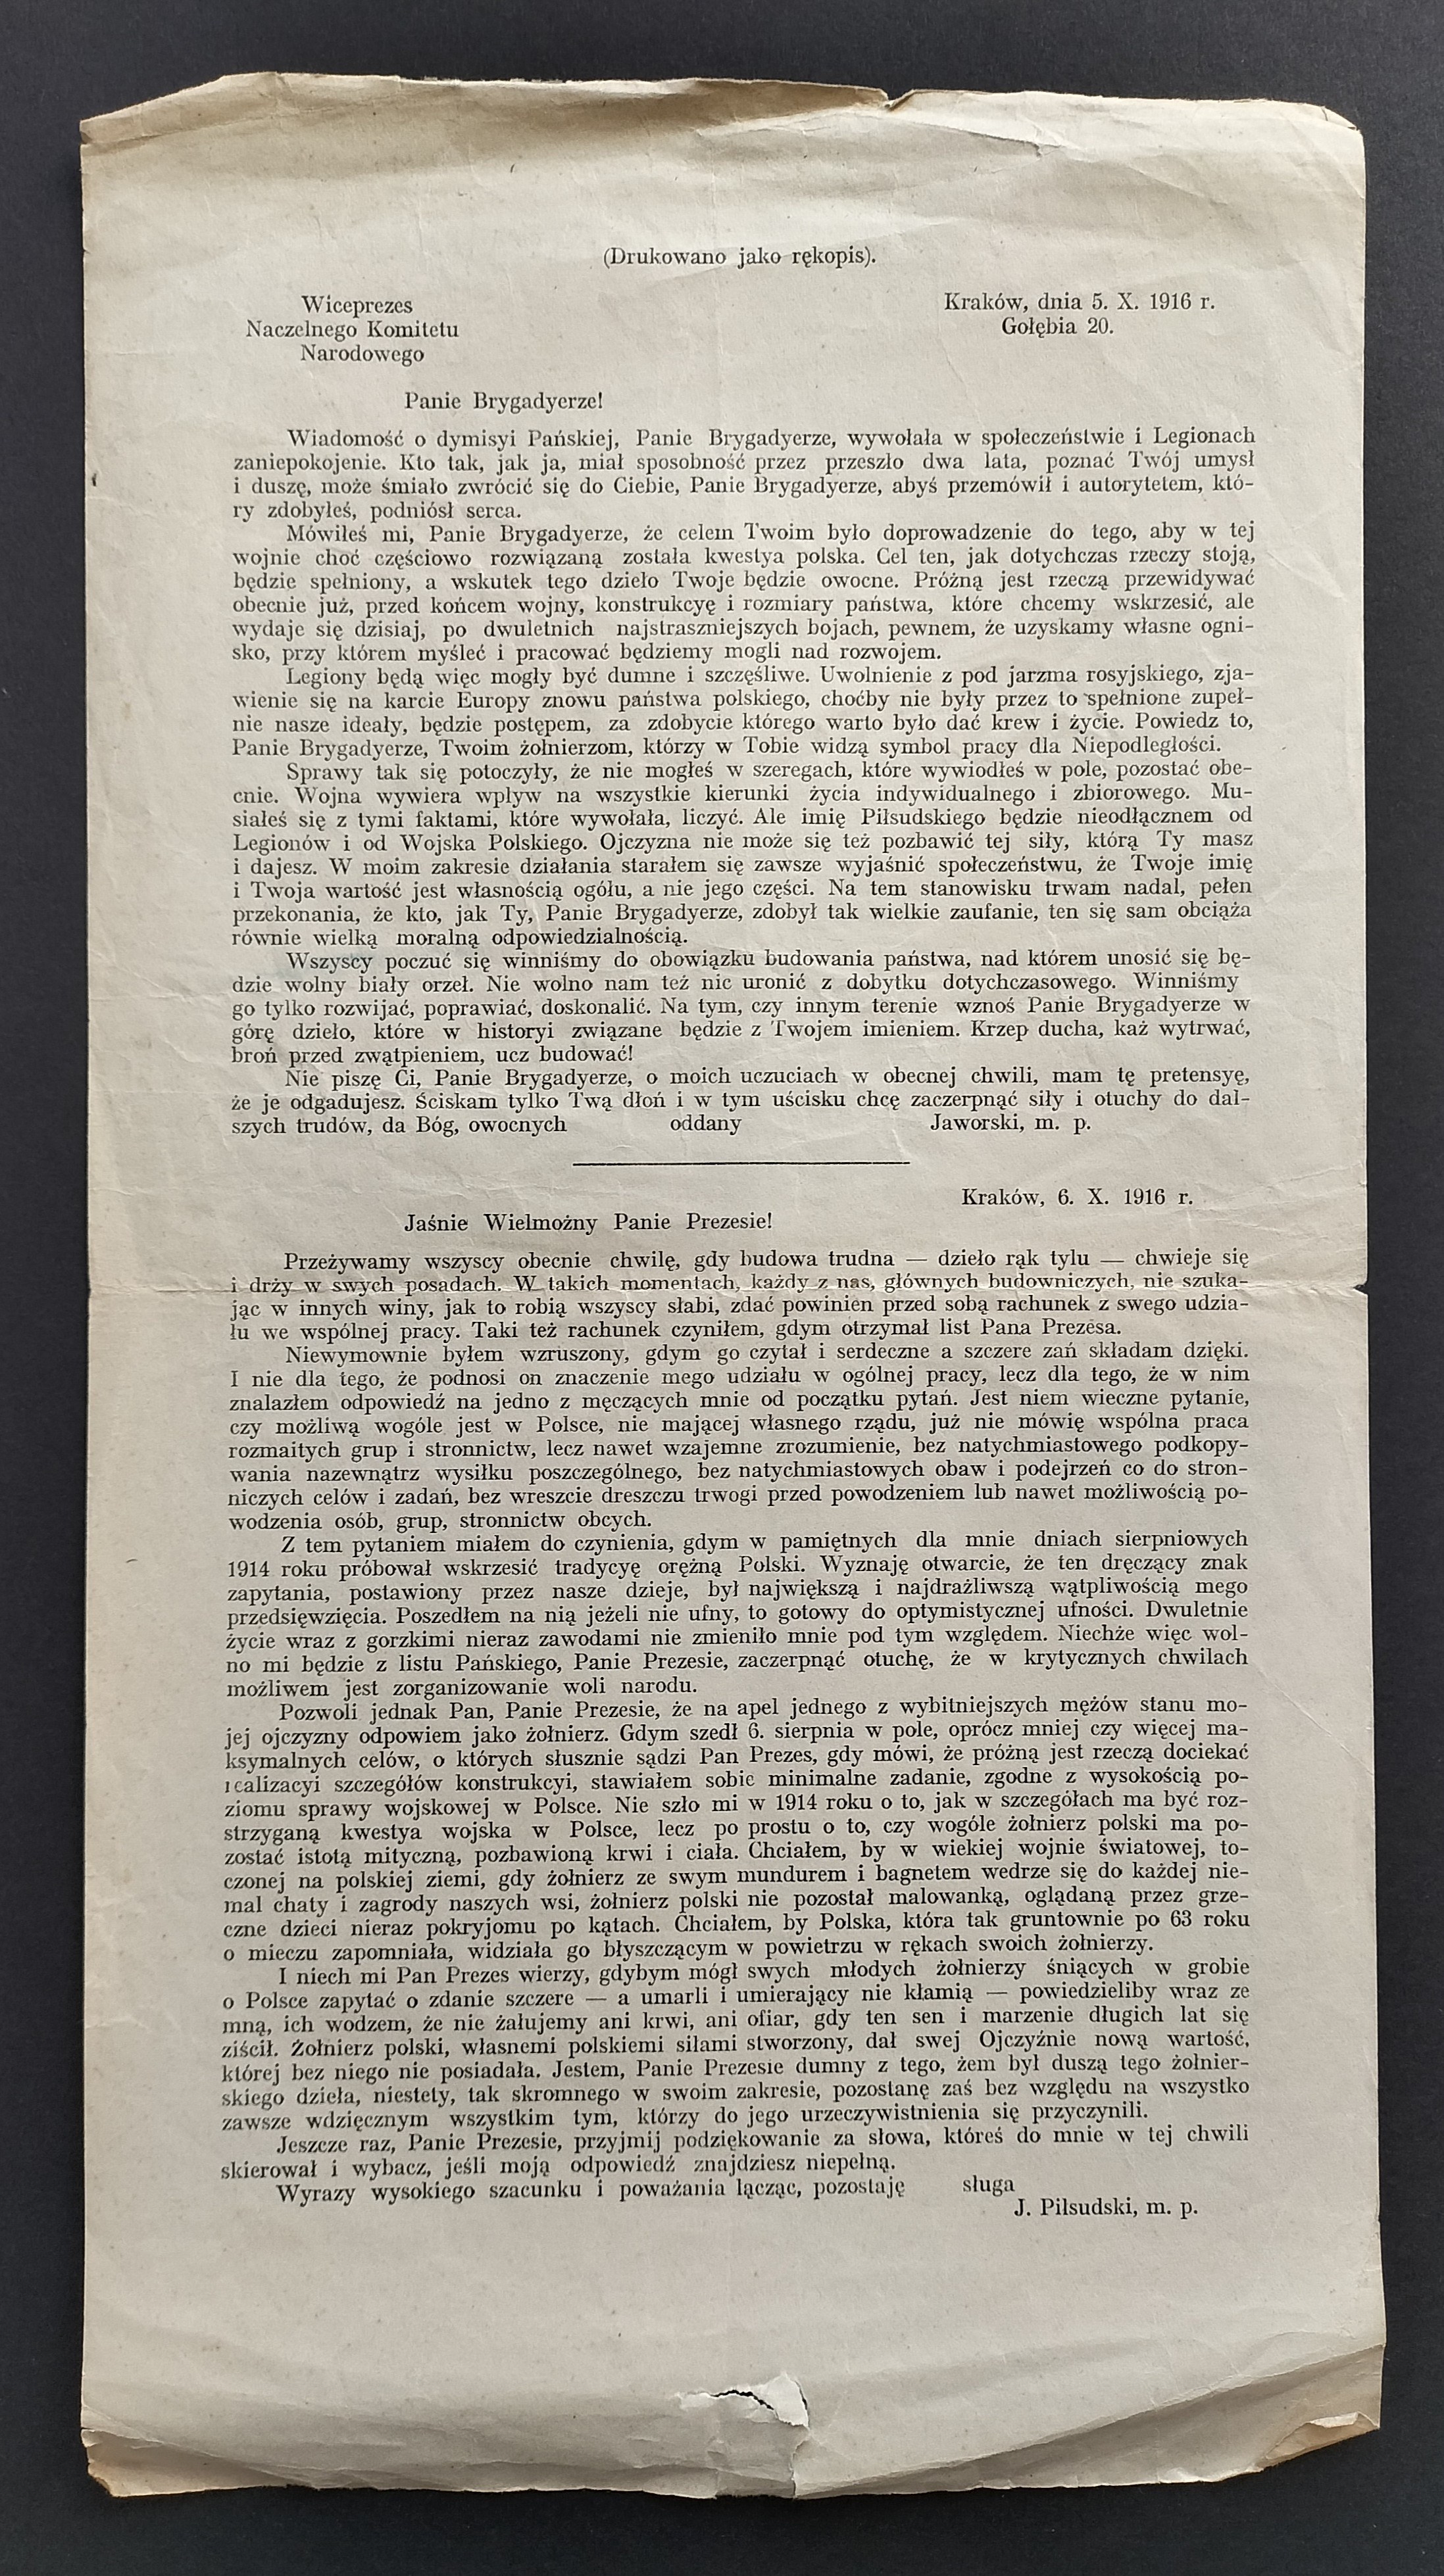 (Drukowano jako rękopis).
Wiceprezes
Naczelnego Komitetu
Narodowego
Kraków, dnia 5. X. 1916 r.
Gołębia 20.
Panie Brygadyerze!
Wiadomość o dymisyi Pańskiej, Panie Brygadyerze, wywołała w społeczeństwie i Legionach
zaniepokojenie. Kto tak, jak ja, miał sposobność przez przeszło dwa lata, poznać Twój umysł
i duszę, może śmiało zwrócić się do Ciebie, Panie Brygadyerze, abyś przemówił i autorytetem, któ-
ry zdobyłeś, podniósł serca.
Mówiłeś mi, Panie Brygadyerze, że celem Twoim było doprowadzenie do tego, aby w tej
wojnie choć częściowo rozwiązaną została kwestya polska. Cel ten, jak dotychczas rzeczy stoją,
będzie spełniony, a wskutek tego dzieło Twoje będzie owocne. Próżną jest rzeczą przewidywać
obecnie już, przed końcem wojny, konstrukcyę i rozmiary państwa, które chcemy wskrzesić, ale
wydaje się dzisiaj, po dwuletnich najstraszniejszych bojach, pewnem, że uzyskamy własne ogni-
sko, przy którem myśleć i pracować będziemy mogli nad rozwojem.
Legiony będą więc mogły być dumne i szczęśliwe. Uwolnienie z pod jarzma rosyjskiego, zja-
wienie się na karcie Europy znowu państwa polskiego, choćby nie były przez to spełnione zupeł-
nie nasze ideały, będzie postępem, za zdobycie którego warto było dać krew i życie. Powiedz to,
Panie Brygadyerze, Twoim żołnierzom, którzy w Tobie widzą symbol pracy dla Niepodległości.
Sprawy tak się potoczyły, że nie mogłeś w szeregach, które wywiodłeś w pole, pozostać obe-
cnie. Wojna wywiera wpływ na wszystkie kierunki życia indywidualnego i zbiorowego. Mu-
siałeś się z tymi faktami, które wywołała, liczyć. Ale imię Piłsudskiego będzie nieodłącznem od
Legionów i od Wojska Polskiego. Ojczyzna nie może się też pozbawić tej siły, którą Ty masz
i dajesz. W moim zakresie działania starałem się zawsze wyjaśnić społeczeństwu, że Twoje imię
i Twoja wartość jest własnością ogółu, a nie jego części. Na tem stanowisku trwam nadal, pełen
przekonania, że kto, jak Ty, Panie Brygadyerze, zdobył tak wielkie zaufanie, ten się sam obciąża
równie wielką moralną odpowiedzialnością.
Wszyscy poczuć się winniśmy do obowiązku budowania państwa, nad którem unosić się bę-
dzie wolny biały orzeł. Nie wolno nam też nic uronić z dobytku dotychczasowego. Winniśmy
go tylko rozwijać, poprawiać, doskonalić. Na tym, czy innym terenie wznoś Panie Brygadyerze w
górę dzieło, które w historyi związane będzie z Twojem imieniem. Krzep ducha, każ wytrwać,
broń przed zwątpieniem, ucz budować!
Nie piszę Ci, Panie Brygadyerze, o moich uczuciach w obecnej chwili, mam tę pretensyę,
że je odgadujesz. Ściskam tylko Twą dłoń i w tym uścisku chcę zaczerpnąć siły i otuchy do dal-
szych trudów, da Bóg, owocnych oddany Jaworski, m. p.
Kraków, 6. X. 1916 r.
Jaśnie Wielmożny Panie Prezesie!
Przeżywamy wszyscy obecnie chwilę, gdy budowa trudna — dzieło rąk tylu — chwieje się
i drży w swych posadach. W takich momentach, każdy z nas, głównych budowniczych, nie szuka-
jąc w innych winy, jak to robią wszyscy słabi, zdać powinien przed sobą rachunek z swego udzia-
łu we wspólnej pracy. Taki też rachunek czyniłem, gdym otrzymał list Pana Prezesa.
Niewymownie byłem wzruszony, gdym go czytał i serdeczne a szczere zań składam dzięki.
I nie dla tego, że podnosi on znaczenie mego udziału w ogólnej pracy, lecz dla tego, że w nim
znalazłem odpowiedź na jedno z męczących mnie od początku pytań. Jest niem wieczne pytanie,
czy możliwą wogóle jest w Polsce, nie mającej własnego rządu, już nie mówię wspólna praca
rozmaitych grup i stronnictw, lecz nawet wzajemne zrozumienie, bez natychmiastowego podkopy-
wania nazewnątrz wysiłku poszczególnego, bez natychmiastowych obaw i podejrzeń co do stron-
niczych celów i zadań, bez wreszcie dreszczu trwogi przed powodzeniem lub nawet możliwością po-
wodzenia osób, grup, stronnictw obcych.
Z tem pytaniem miałem do czynienia, gdym w pamiętnych dla mnie dniach sierpniowych
1914 roku próbował wskrzesić tradycyę orężną Polski. Wyznaję otwarcie, że ten dręczący znak
zapytania, postawiony przez nasze dzieje, był największą i najdrażliwszą wątpliwością mego
przedsięwzięcia. Poszedłem na nią jeżeli nie ufny, to gotowy do optymistycznej ufności. Dwuletnie
życie wraz z gorzkimi nieraz zawodami nie zmieniło mnie pod tym względem. Niechże więc wol-
no mi będzie z listu Pańskiego, Panie Prezesie, zaczerpnąć otuchę, że w krytycznych chwilach
możliwem jest zorganizowanie woli narodu.
Pozwoli jednak Pan, Panie Prezesie, że na apel jednego z wybitniejszych mężów stanu mo-
jej ojczyzny odpowiem jako żołnierz. Gdym szedł 6. sierpnia w pole, oprócz mniej czy więcej ma-
ksymalnych celów, o których słusznie sądzi Pan Prezes, gdy mówi, że próżną jest rzeczą dociekać
realizacyi szczegółów konstrukcyi, stawiałem sobie minimalne zadanie, zgodne z wysokością po-
ziomu sprawy wojskowej w Polsce. Nie szło mi w 1914 roku o to, jak w szczegółach ma być roz-
strzyganą kwestya wojska w Polsce, lecz po prostu o to, czy wogóle żołnierz polski ma po-
zostać istotą mityczną, pozbawioną krwi i ciała. Chciałem, by w wiekiej wojnie światowej, to-
czonej na polskiej ziemi, gdy żołnierz ze swym mundurem i bagnetem wedrze się do każdej nie-
mal chaty i zagrody naszych wsi, żołnierz polski nie pozostał malowanką, oglądaną przez grze-
czne dzieci nieraz pokryjomu po kątach. Chciałem, by Polska, która tak gruntownie po 63 roku
o mieczu zapomniała, widziała go błyszczącym w powietrzu w rękach swoich żołnierzy.
I niech mi Pan Prezes wierzy, gdybym mógł swych młodych żołnierzy śniących w grobie
o Polsce zapytać o zdanie szczere — a umarli i umierający nie kłamią — powiedzieliby wraz ze
mną, ich wodzem, że nie żałujemy ani krwi, ani ofiar, gdy ten sen i marzenie długich lat się
ziścił. Żołnierz polski, własnemi polskiemi siłami stworzony, dał swej Ojczyźnie nową wartość,
której bez niego nie posiadała. Jestem, Panie Prezesie dumny z tego, żem był duszą tego żołnier-
skiego dzieła, niestety, tak skromnego w swoim zakresie, pozostanę zaś bez względu na wszystko
zawsze wdzięcznym wszystkim tym, którzy do jego urzeczywistnienia się przyczynili.
Jeszcze raz, Panie Prezesie, przyjmij podziękowanie za słowa, któreś do mnie w tej chwili
skierował i wybacz, jeśli moją odpowiedź znajdziesz niepełną.
Wyrazy wysokiego szacunku i poważania łącząc, pozostaję sługa
J. Piłsudski, m. p.